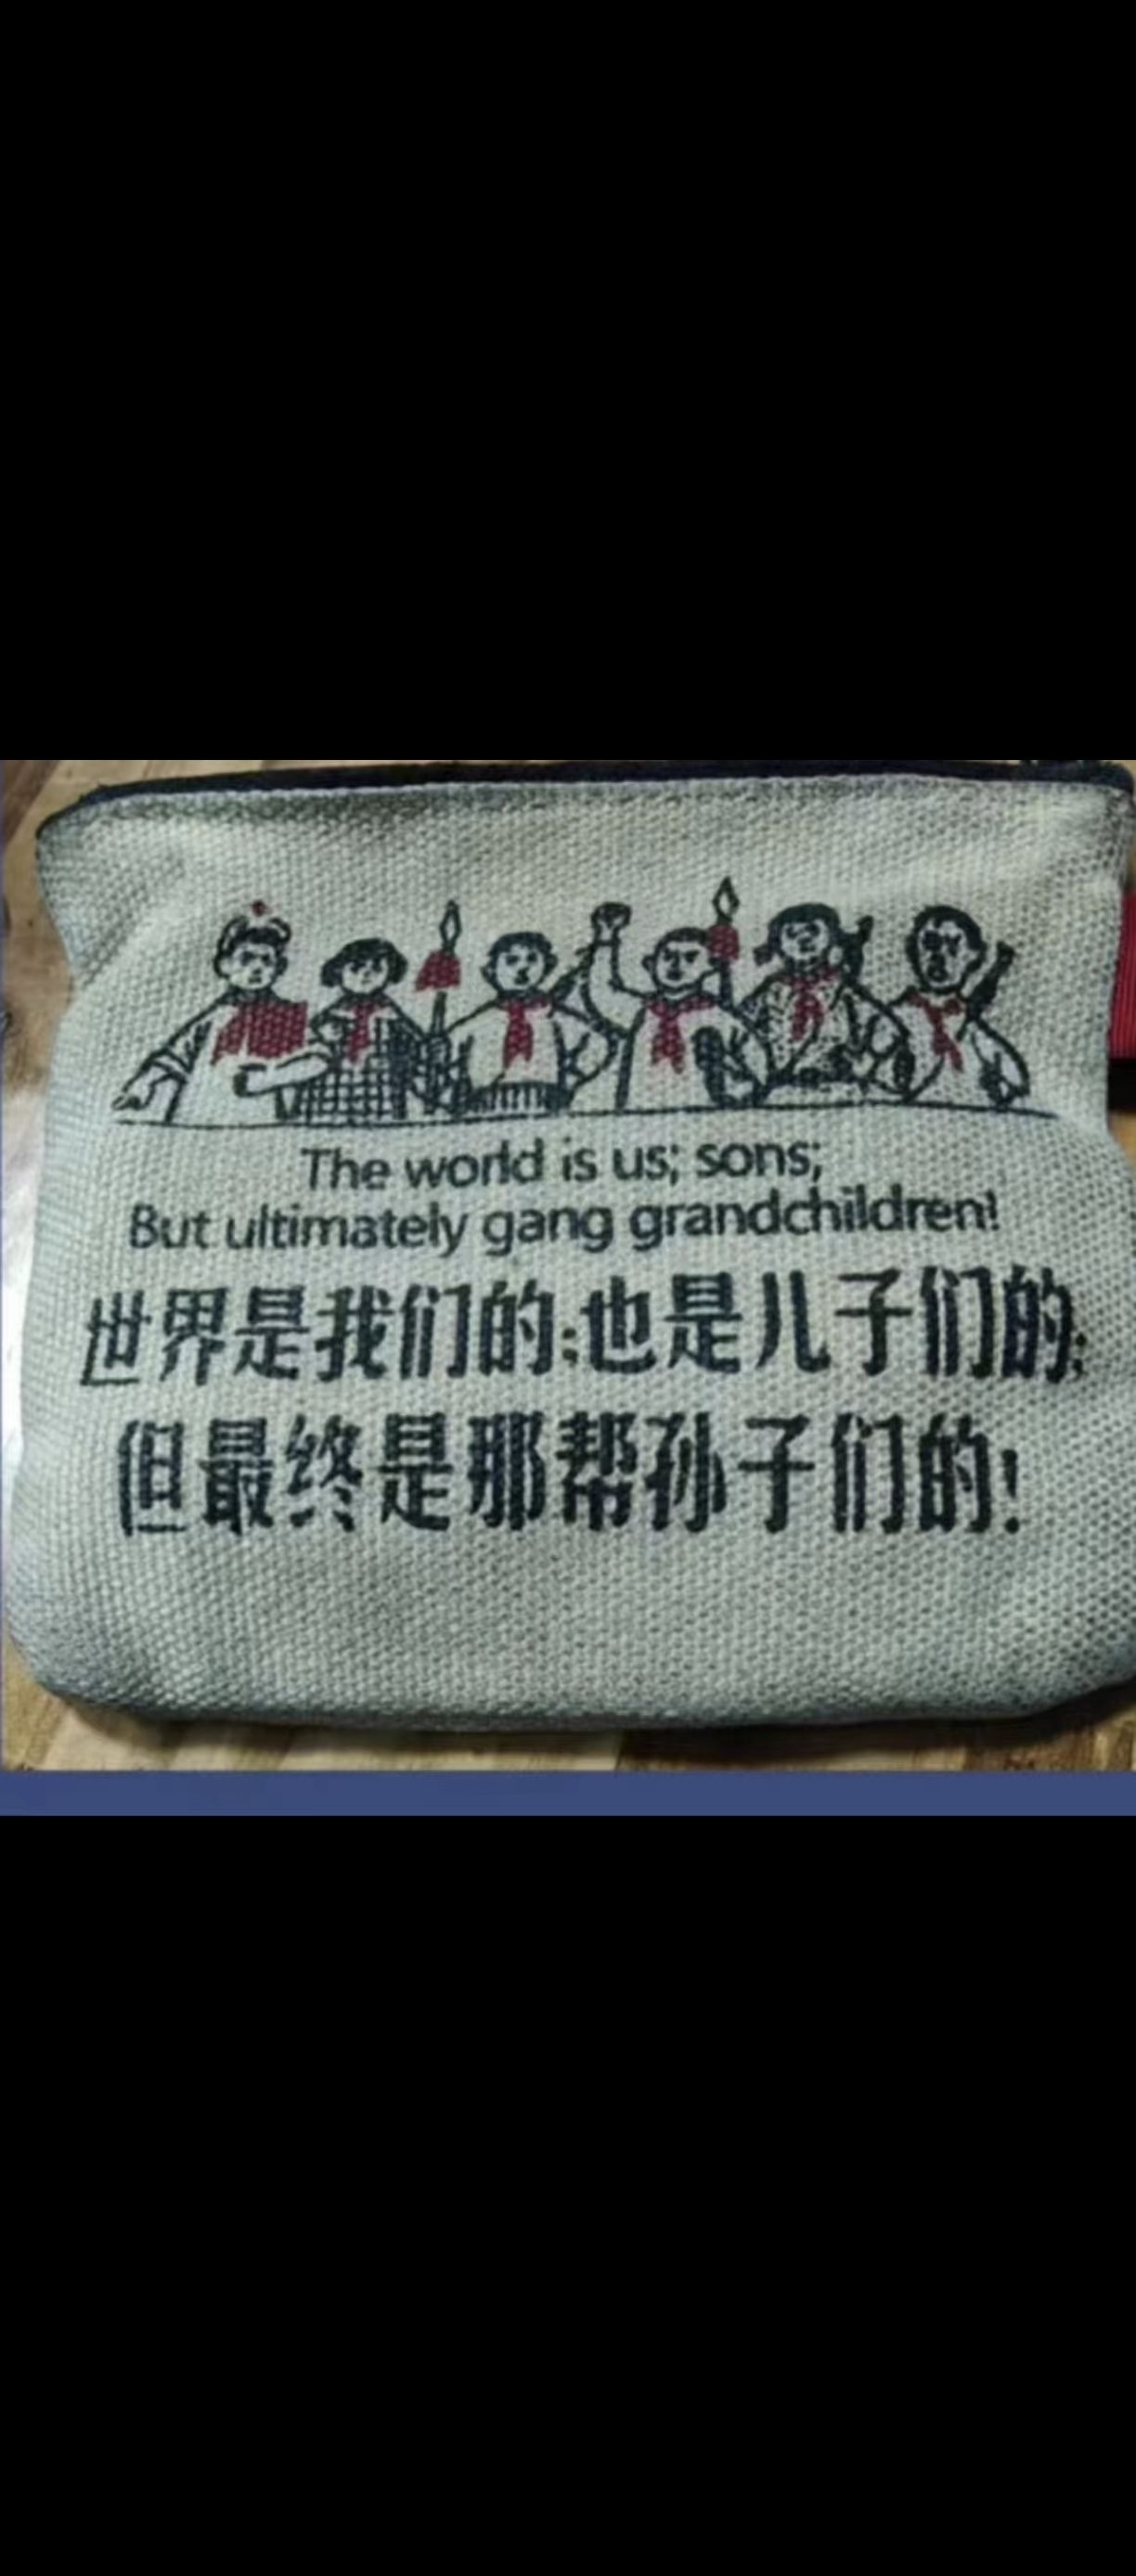 The world is us; sons;
But ultimately gang grandchildren!
世界是我们的;也是儿子们的;
但最终是那帮孙子们的!